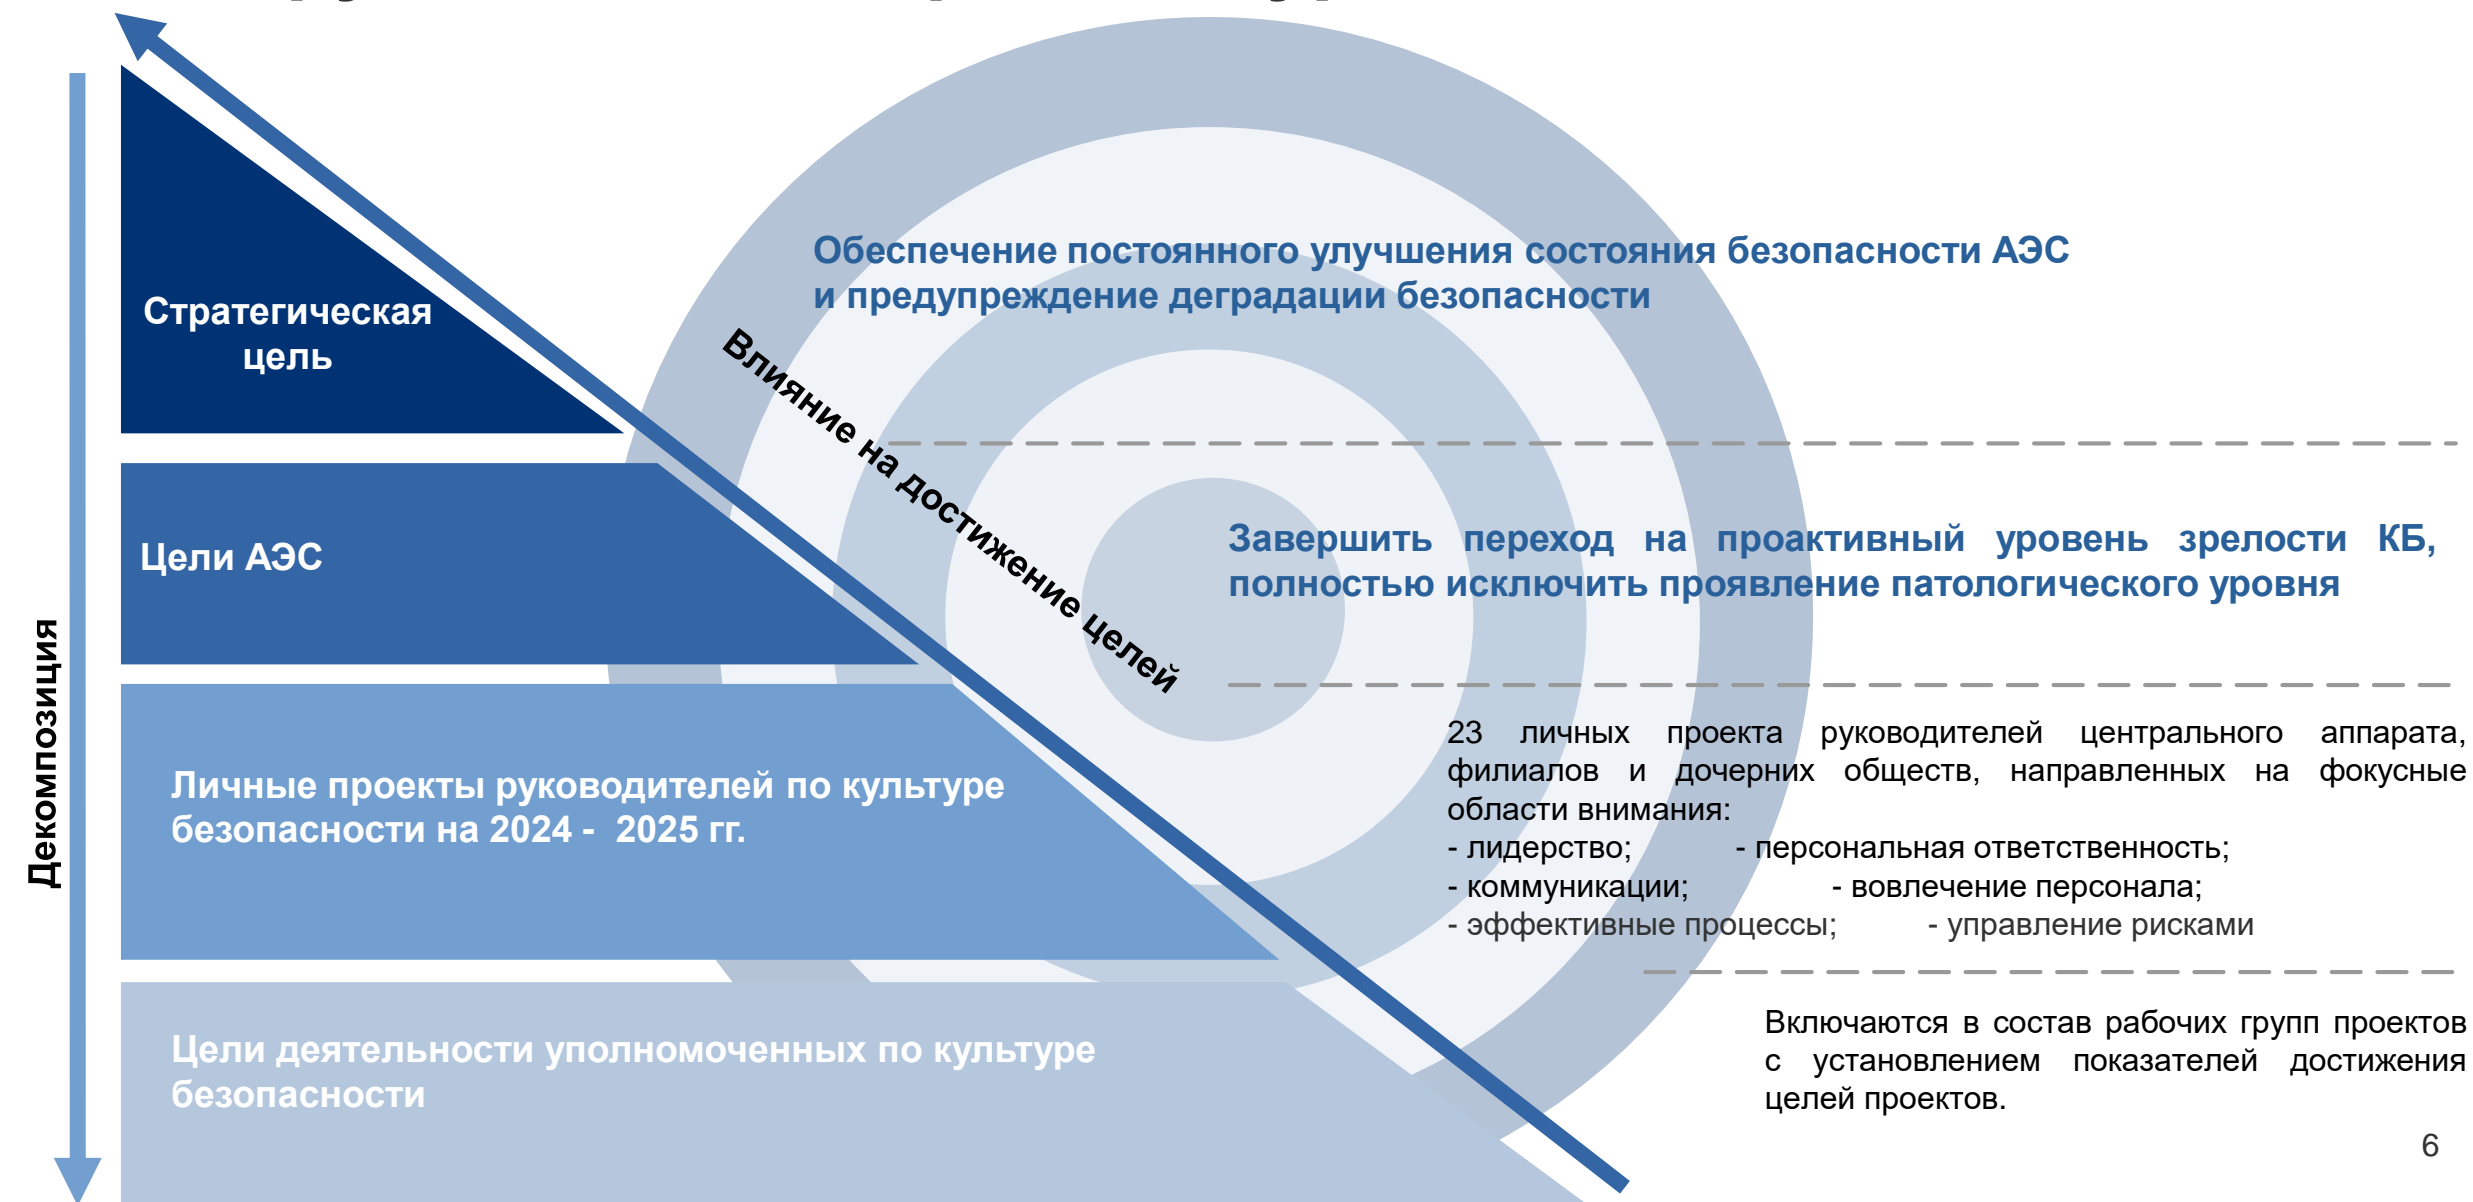 Стратегическая
цель
Обеспечение постоянного улучшения состояния безопасности АЭС
и предупреждение деградации безопасности
Влияние на достижение целей
Цели АЭС
Завершить переход на проактивный уровень зрелости КБ,
полностью исключить проявление патологического уровня
Декомпозиция
Личные проекты руководителей по культуре
безопасности на 2024 - 2025 гг.
23 личных проекта руководителей центрального аппарата,
филиалов и дочерних обществ, направленных на фокусные
области внимания:
- лидерство; - персональная ответственность;
- коммуникации; - вовлечение персонала;
- эффективные процессы; - управление рисками
Цели деятельности уполномоченных по культуре
безопасности
Включаются в состав рабочих групп проектов
с установлением показателей достижения
целей проектов.
6